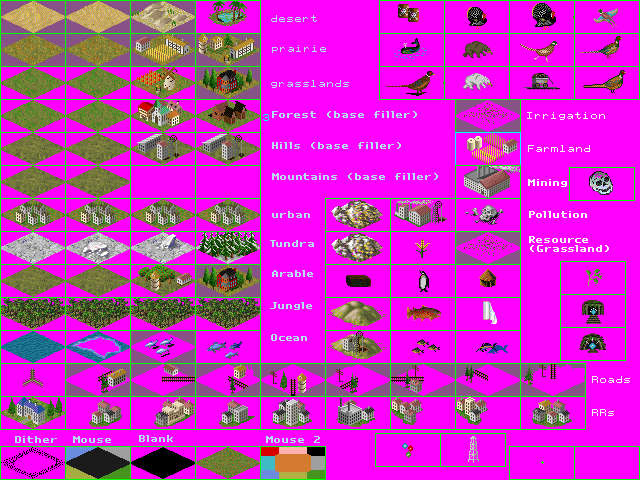 desert
prairie
grasslands
3Forest (base filler)
Irrigation
Hills (base filler)
Farmland
Mountains (base filler)
Mining
urban
Pollution
Tundra
Resource
(Grassland)
Arable
Jungle
Ocean
Roads
RRs
Dither Mouse Blank Mouse 2